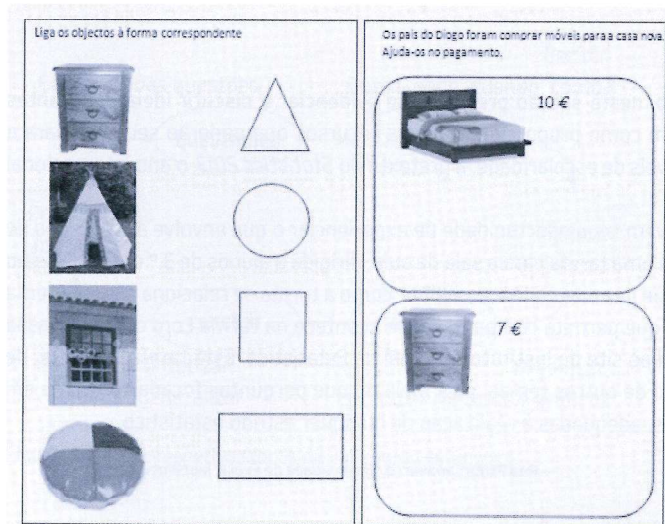 Liga os objectos à forma correspondente
Os pais do Diogo foram comprar móveis para a casa nova.
Ajuda-os no pagamento.
10 €
7 €